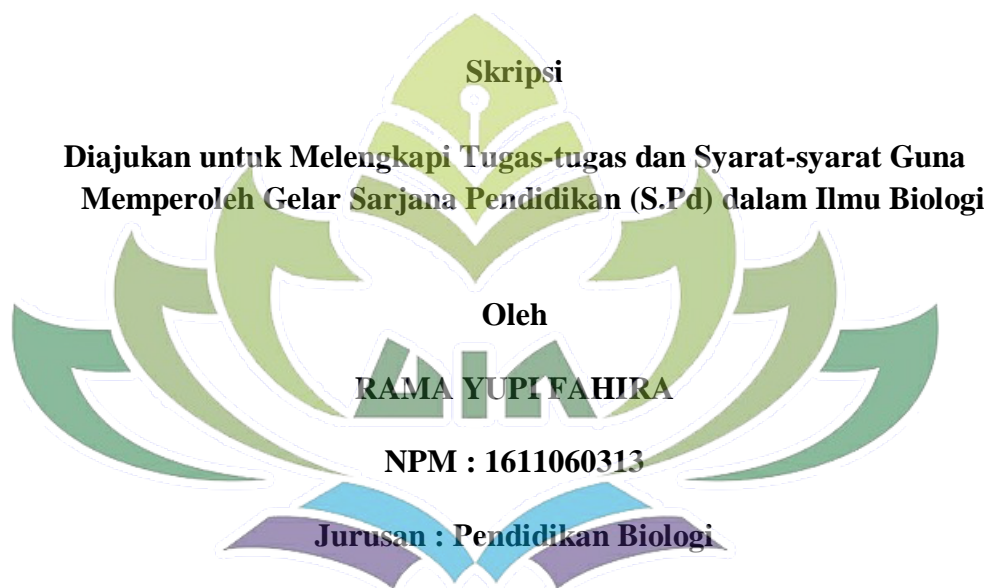 Skripsi
Diajukan untuk Melengkapi Tugas-tugas dan Syarat-syarat Guna
Memperoleh Gelar Sarjana Pendidikan (S.Pd) dalam Ilmu Biologi
Oleh
UIN
RAMA YUPI FAHIRA
NPM : 1611060313
Jurusan : Pendidikan Biologi